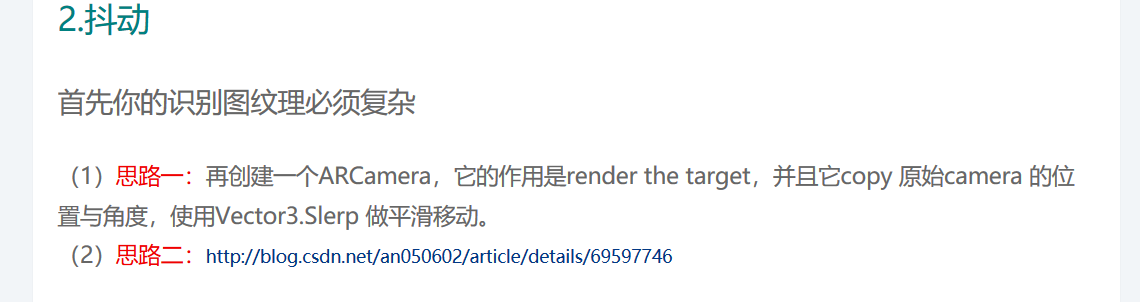 2.抖动
首先你的识别图纹理必须复杂
（1）思路一：再创建一个ARCamera，它的作用是render the target，并且它copy 原始camera 的位
置与角度，使用Vector3.Slerp 做平滑移动。
（2）思路二：http://blog.csdn.net/an050602/article/details/69597746